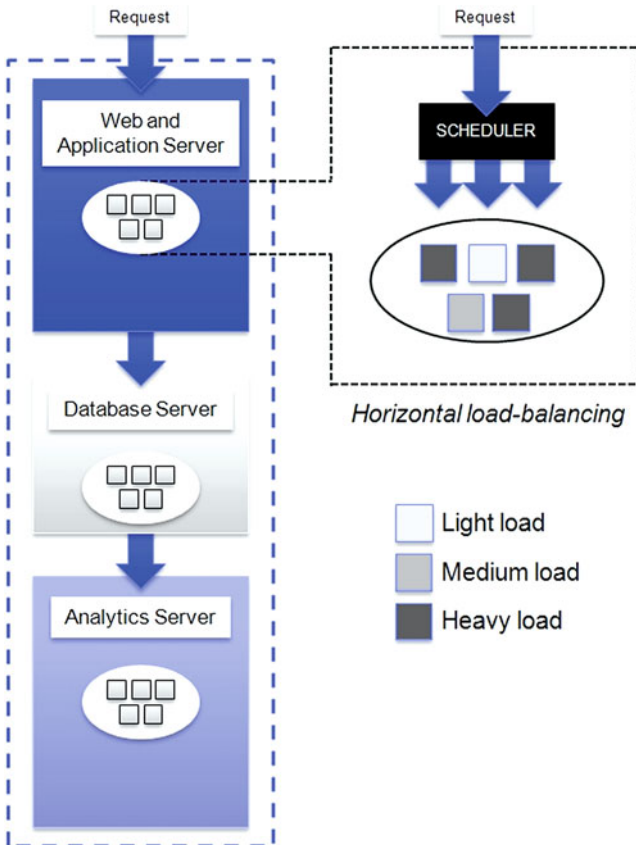 Request
Web and
Application Server
Database Server
Analytics Server
Request
SCHEDULER
Horizontal load-balancing
Light load
Medium load
Heavy load